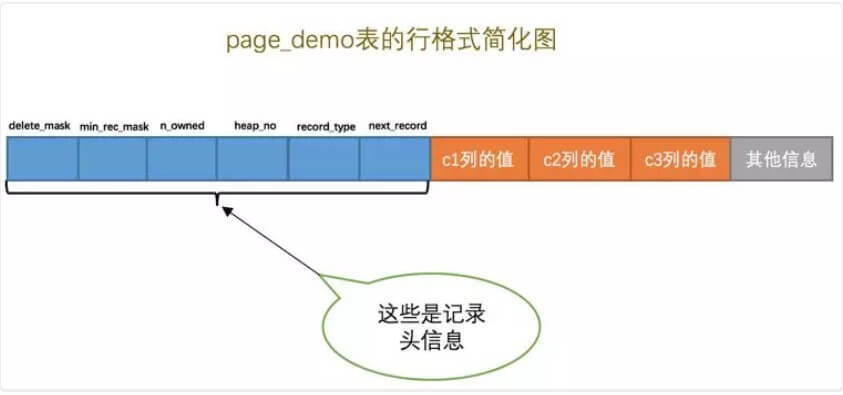 page_demo表的行格式简化图
delete_mask min_rec_mask n_owned heap_no record_type next_record
c1列的值 c2列的值 c3列的值 其他信息
这些是记录
头信息